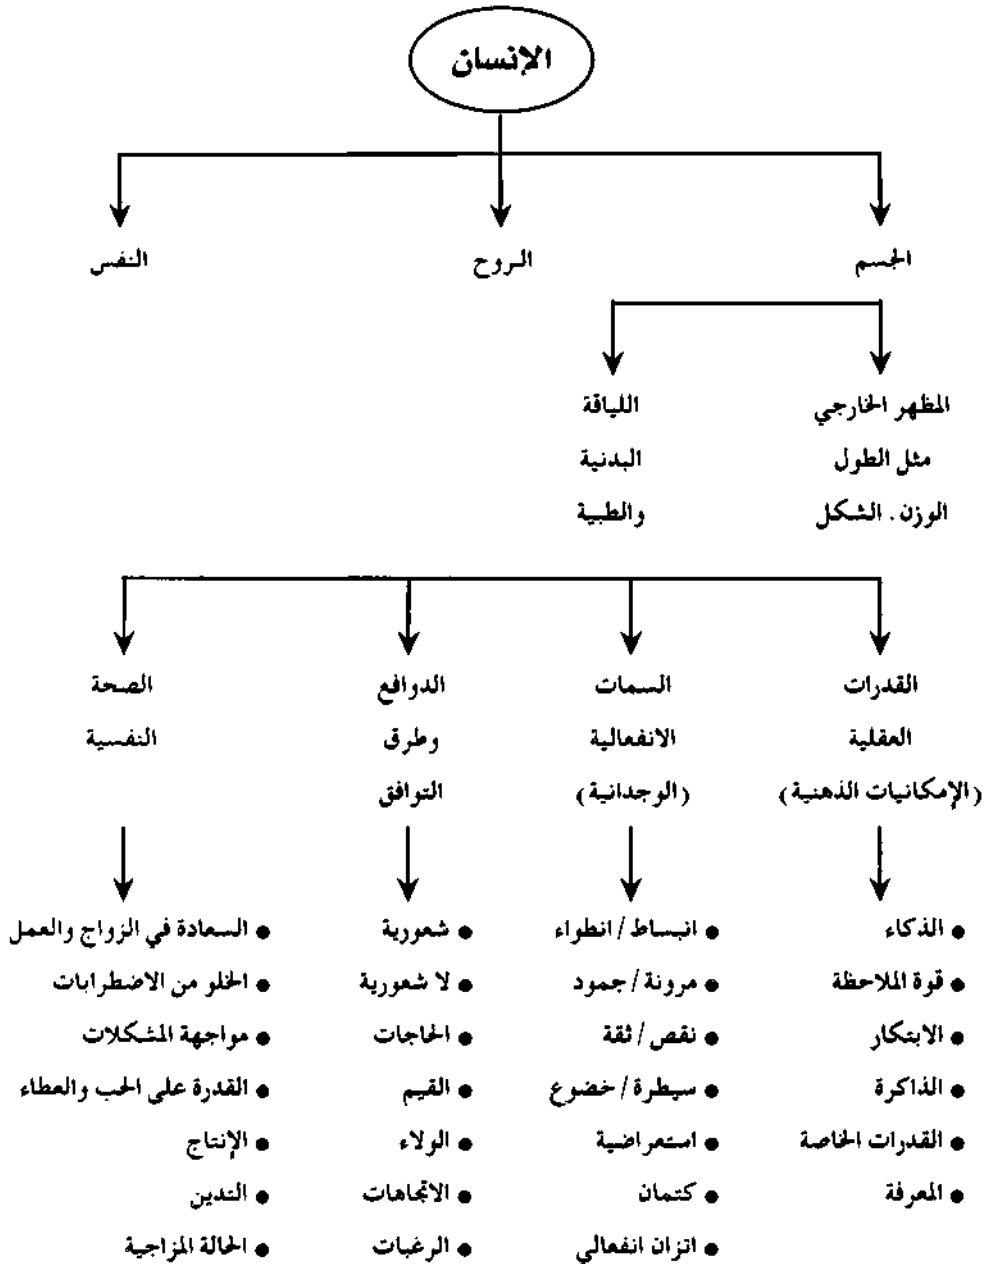 الإنسان
الجسم
الروح
النفس
المظهر الخارجي
مثل الطول
الوزن. الشكل
اللياقة
البدنية
والطبية
القدرات
العقلية
(الإمكانيات الذهنية)
السمات
الانفعالية
(الوجدانية)
الدوافع
وطرق
التوافق
الصحة
النفسية
● الذكاء
● قوة الملاحظة
● الابتكار
● الذاكرة
● القدرات الخاصة
● المعرفة
● انبساط/انطواء
● مرونة/جمود
● نقص/ثقة
● سيطرة/خضوع
● استعراضية
● كتمان
● اتزان انفعالي
● شعورية
● لا شعورية
● الحاجات
● القيم
● الولاء
● الاتجاهات
● الرغبات
● السعادة في الزواج والعمل
● الخلو من الاضطرابات
● مواجهة المشكلات
● القدرة على الحب والعطاء
● الإنتاج
● التدين
● الحالة المزاجية